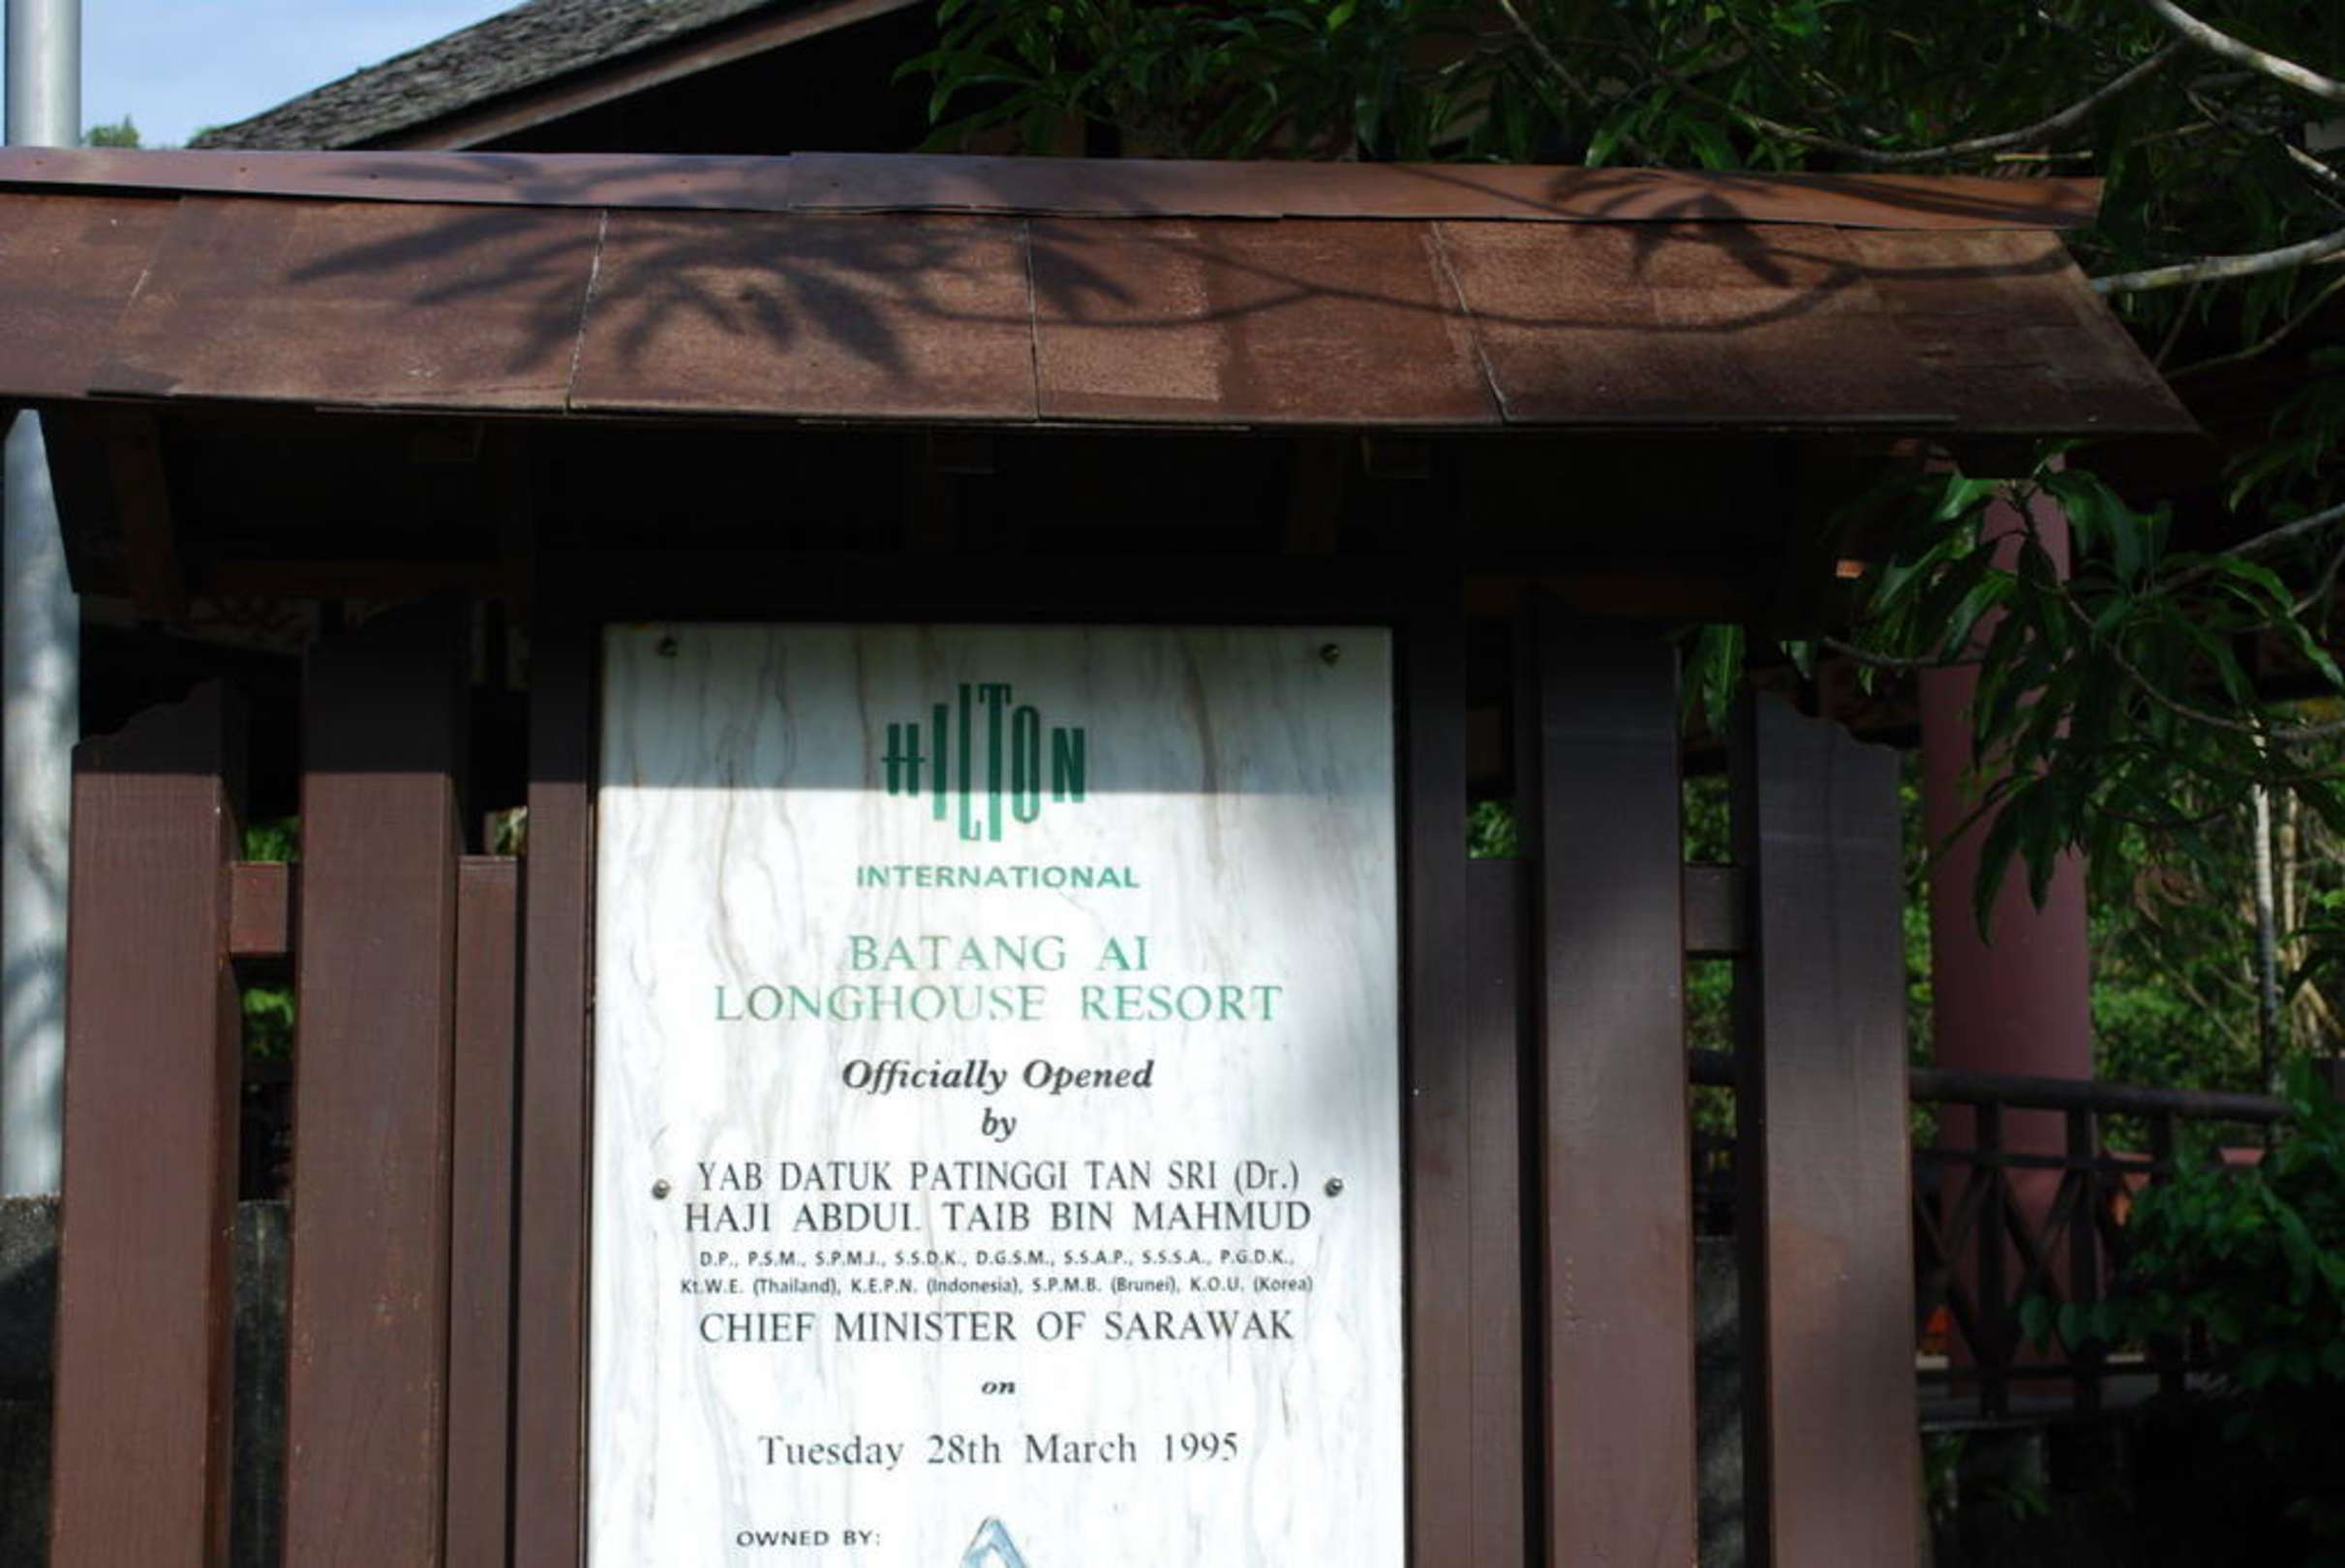 HILTON
INTERNATIONAL
BATANG AI
LONGHOUSE RESORT
Officially Opened
by
YAB DATUK PATINGGI TAN SRI (Dr.)
HAJI ABDUL TAIB BIN MAHMUD
D.P., P.S.M., S.P.M.J., S.S.D.K., D.G.S.M., S.S.A.P., S.S.S.A., P.G.D.K.,
Kt.W.E. (Thailand), K.E.P.N. (Indonesia), S.P.M.B. (Brunei), K.O.U. (Korea)
CHIEF MINISTER OF SARAWAK
on
Tuesday 28th March 1995
OWNED BY: